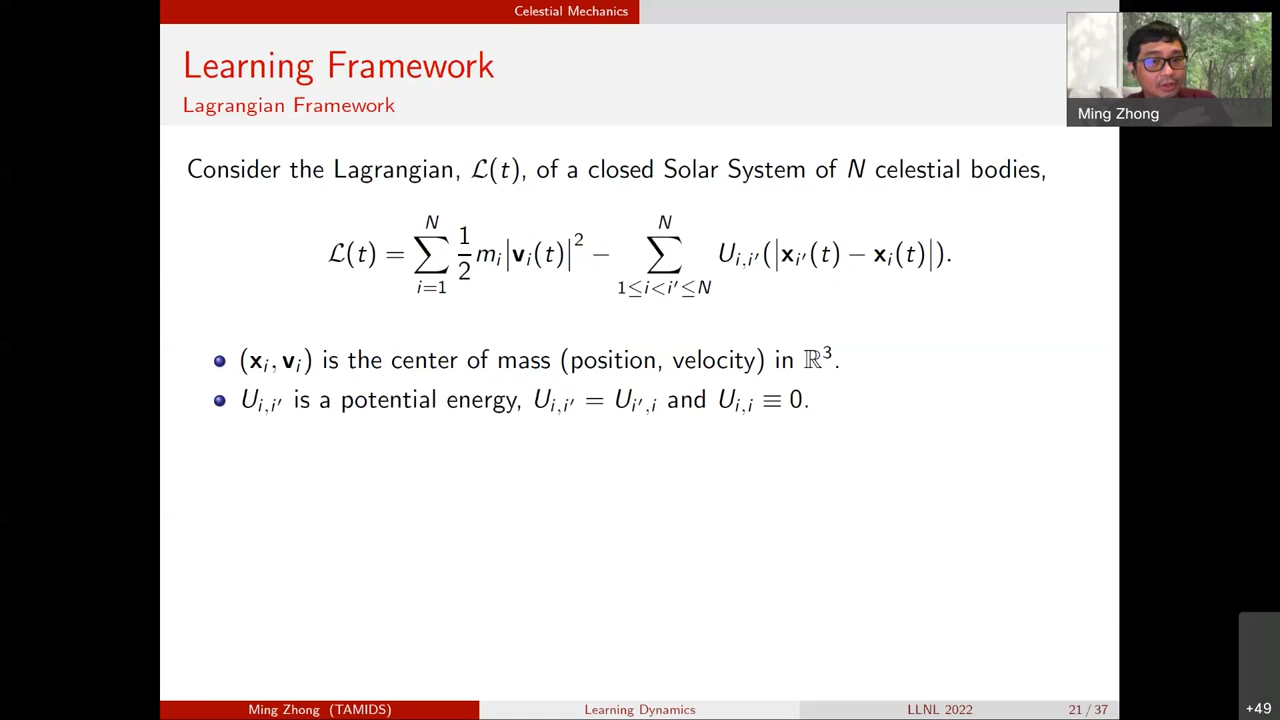 Celestial Mechanics
Learning Framework
Lagrangian Framework
Ming Zhong
Consider the Lagrangian, ℒ(t), of a closed Solar System of N celestial bodies,
ℒ(t) = ∑_{i=1}^{N} \frac{1}{2} m_i |𝐯_i(t)|^2 − ∑_{1≤i<i′≤N}^{N} U_{i,i′}(|𝐱_{i′}(t) − 𝐱_i(t)|).
(𝐱_i, 𝐯_i) is the center of mass (position, velocity) in ℝ^3.
U_{i,i′} is a potential energy, U_{i,i′} = U_{i′,i} and U_{i,i} ≡ 0.
Ming Zhong (TAMIDS) Learning Dynamics LLNL 2022 21 / 37
+49